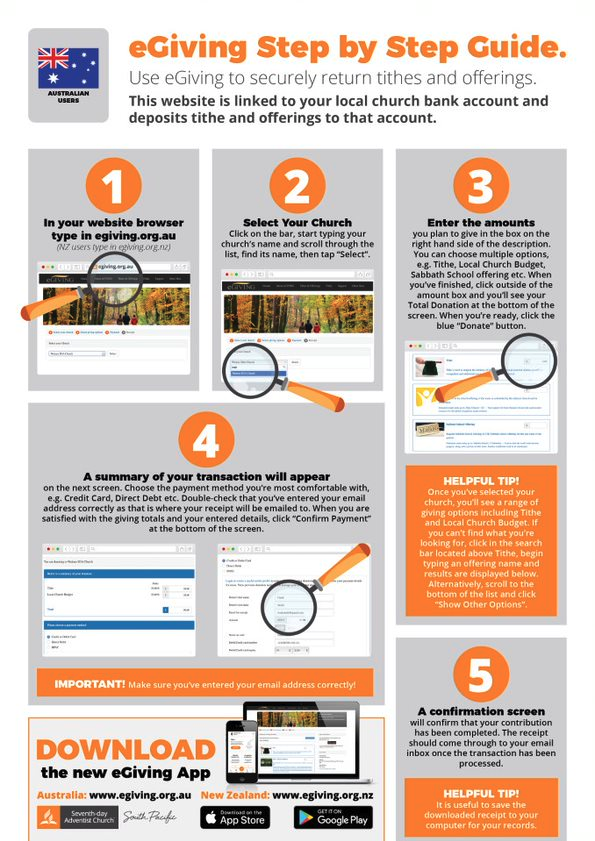 eGiving Step by Step Guide.
Use eGiving to securely return tithes and offerings.
This website is linked to your local church bank account and
deposits tithe and offerings to that account.
AUSTRALIAN
USERS
1
In your website browser
type in egiving.org.au
(NZ users type in egiving.org.nz)
egiving.org.au
2
Select Your Church
Click on the bar, start typing your
church's name and scroll through the
list, find its name, then tap "Select".
eGIVING
3
Enter the amounts
you plan to give in the box on the
right hand side of the description.
You can choose multiple options,
e.g. Tithe, Local Church Budget,
Sabbath School offering etc. When
you've finished, click outside of the
amount box and you'll see your
Total Donation at the bottom of the
screen. When you're ready, click the
blue "Donate" button.
4
A summary of your transaction will appear
on the next screen. Choose the payment method you're most comfortable with,
e.g. Credit Card, Direct Debt etc. Double-check that you've entered your email
address correctly as that is where your receipt will be emailed to. When you are
satisfied with the giving totals and your entered details, click "Confirm Payment"
at the bottom of the screen.
IMPORTANT! Make sure you've entered your email address correctly!
HELPFUL TIP!
Once you've selected your
church, you'll see a range of
giving options including Tithe
and Local Church Budget. If
you can't find what you're
looking for, click in the search
bar located above Tithe, begin
typing an offering name and
results are displayed below.
Alternatively, scroll to the
bottom of the list and click
"Show Other Options".
5
A confirmation screen
will confirm that your contribution
has been completed. The receipt
should come through to your email
inbox once the transaction has been
processed.
HELPFUL TIP!
It is useful to save the
downloaded receipt to your
computer for your records.
DOWNLOAD
the new eGiving App
Australia: www.egiving.org.au New Zealand: www.egiving.org.nz
Seventh-day
Adventist Church
South Pacific
Download on the
App Store
GET IT ON
Google Play